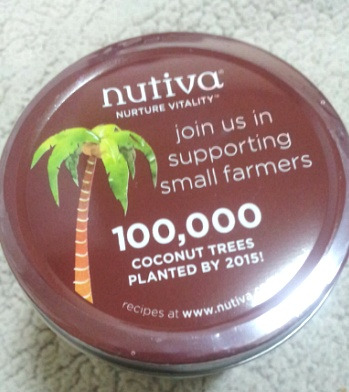 nutiva®
NURTURE VITALITY™
join us in
supporting
small farmers
100,000
COCONUT TREES
PLANTED BY 2015!
recipes at www.nutiva